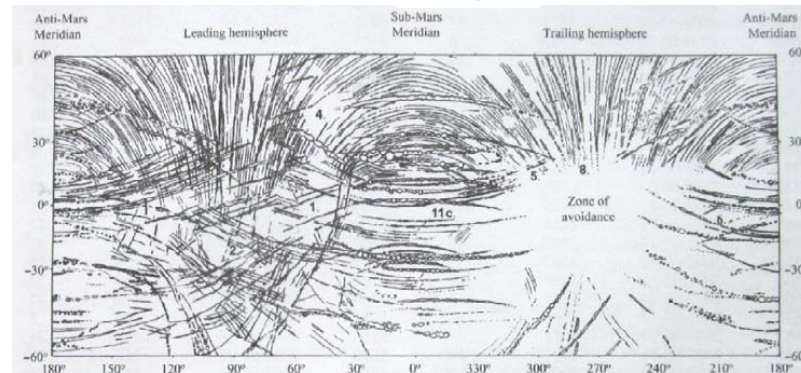 Anti-Mars
Meridian
Leading hemisphere
Sub-Mars
Meridian
Trailing hemisphere
Anti-Mars
Meridian
60°
60
4
30°
30
5
8
1
11c
Zone of
avoidance
6
0°
0
−30°
−30
−60°
−60
180° 150° 120° 90° 60° 30° 0° 330° 300° 270° 240° 210° 180°